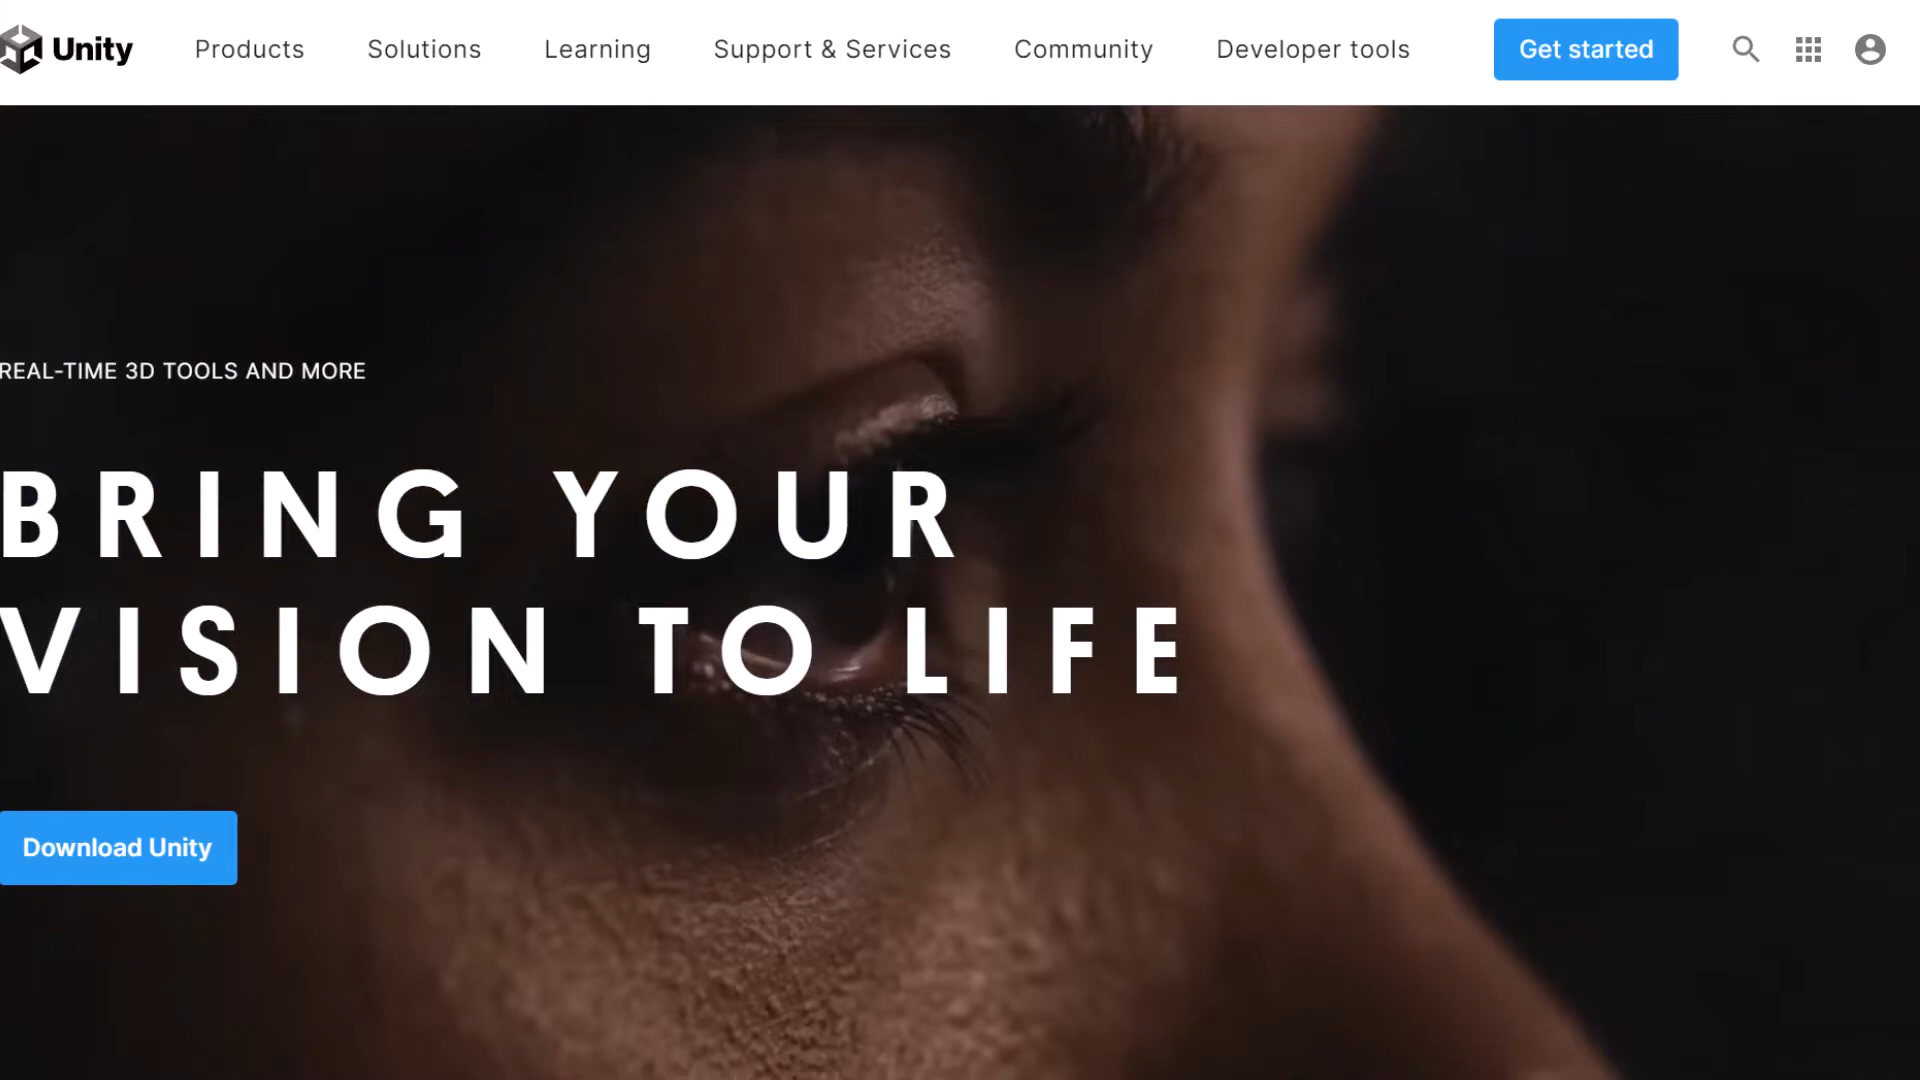 Unity Products Solutions Learning Support & Services Community Developer tools Get started
REAL-TIME 3D TOOLS AND MORE
BRING YOUR
VISION TO LIFE
Download Unity